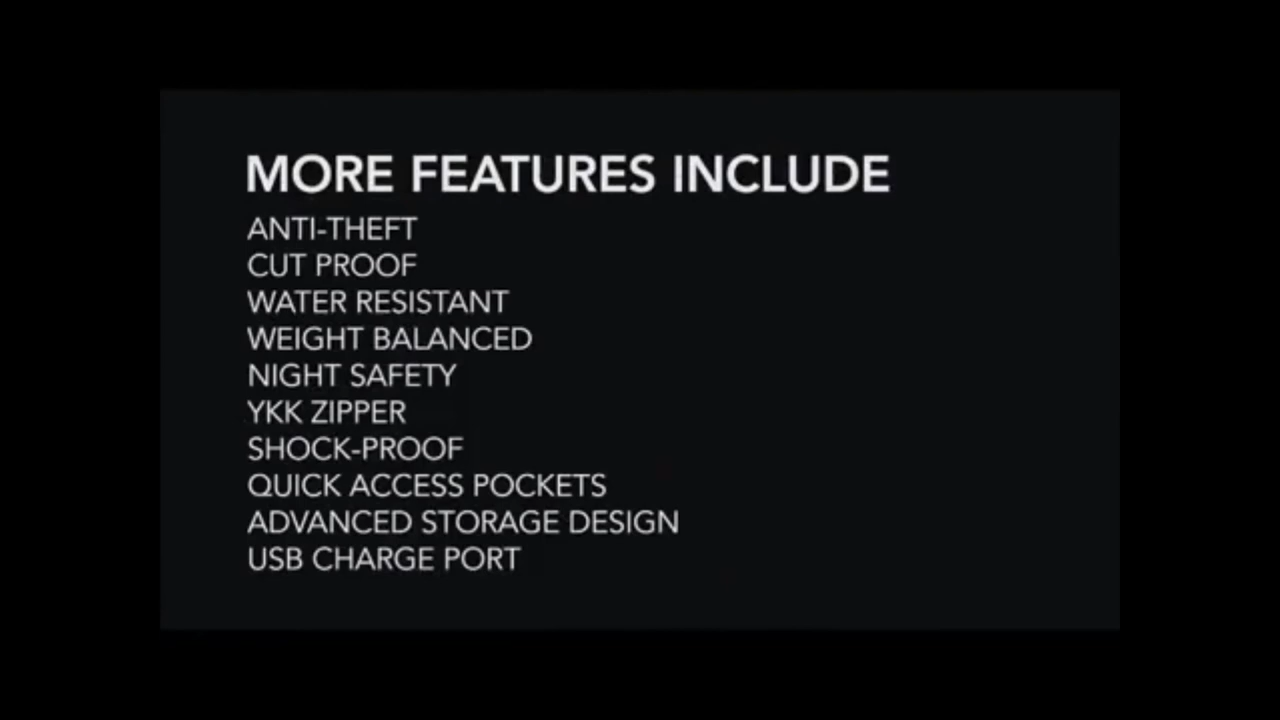 MORE FEATURES INCLUDE
ANTI-THEFT
CUT PROOF
WATER RESISTANT
WEIGHT BALANCED
NIGHT SAFETY
YKK ZIPPER
SHOCK-PROOF
QUICK ACCESS POCKETS
ADVANCED STORAGE DESIGN
USB CHARGE PORT